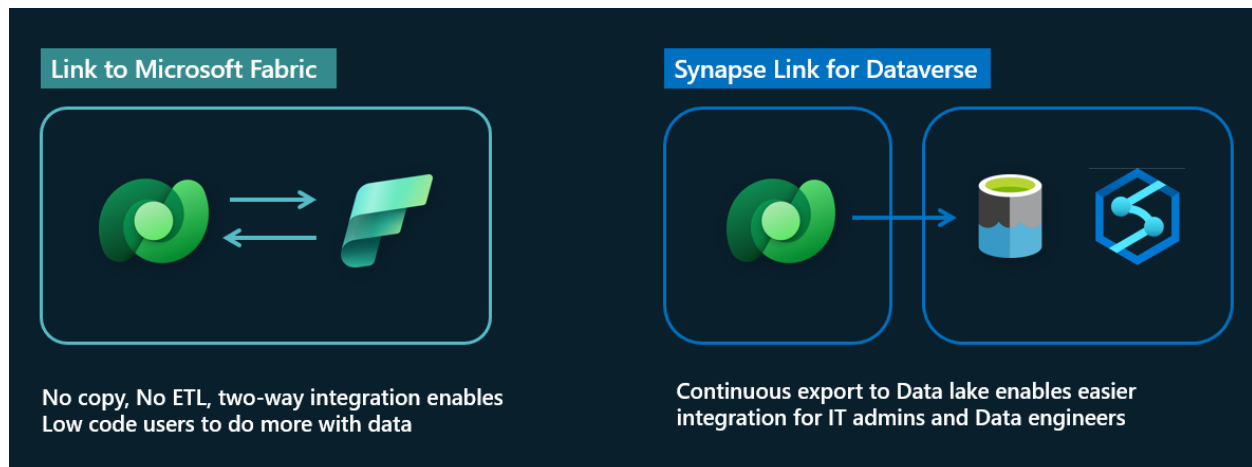 Link to Microsoft Fabric
No copy, No ETL, two-way integration enables
Low code users to do more with data
Synapse Link for Dataverse
Continuous export to Data lake enables easier
integration for IT admins and Data engineers